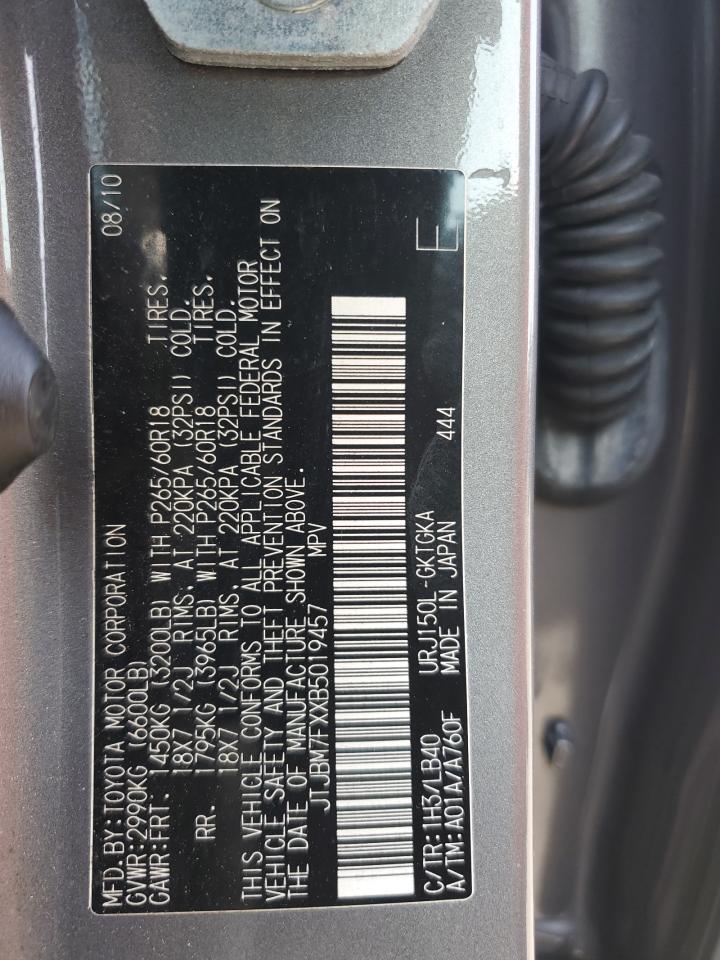 MFD.BY:TOYOTA MOTOR CORPORATION 08/10
GVWR:2990KG (6600LB)
GAWR:FRT: 1450KG (3200LB) WITH P265/60R18 TIRES.
18X7 1/2J RIMS, AT 220KPA (32PSI) COLD.
RR. 1795KG (3965LB) WITH P265/60R18 TIRES.
18X7 1/2J RIMS, AT 220KPA (32PSI) COLD.
THIS VEHICLE CONFORMS TO ALL APPLICABLE FEDERAL MOTOR
VEHICLE SAFETY AND THEFT PREVENTION STANDARDS IN EFFECT ON
THE DATE OF MANUFACTURE SHOWN ABOVE.
JTJBM7FXXB5019457 MPV
C/TR: 1H3/LB40 URJ150L-GKTGKA E
A/TM:A01A/A760F MADE IN JAPAN 444